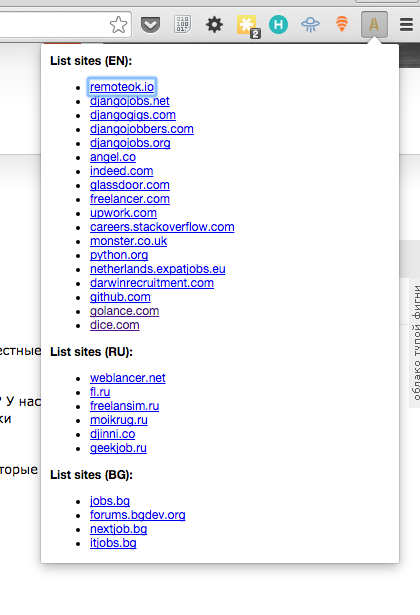 2
List sites (EN):
remoteok.io
djangojobs.net
djangogigs.com
djangojobbers.com
djangojobs.org
angel.co
indeed.com
glassdoor.com
freelancer.com
upwork.com
careers.stackoverflow.com
monster.co.uk
python.org
netherlands.expatjobs.eu
darwinrecruitment.com
github.com
golance.com
dice.com
List sites (RU):
weblancer.net
fl.ru
freelansim.ru
moikrug.ru
djinni.co
geekjob.ru
List sites (BG):
jobs.bg
forums.bgdev.org
nextjob.bg
itjobs.bg
естные
? У нас
ки
торые
облако тупой фигни